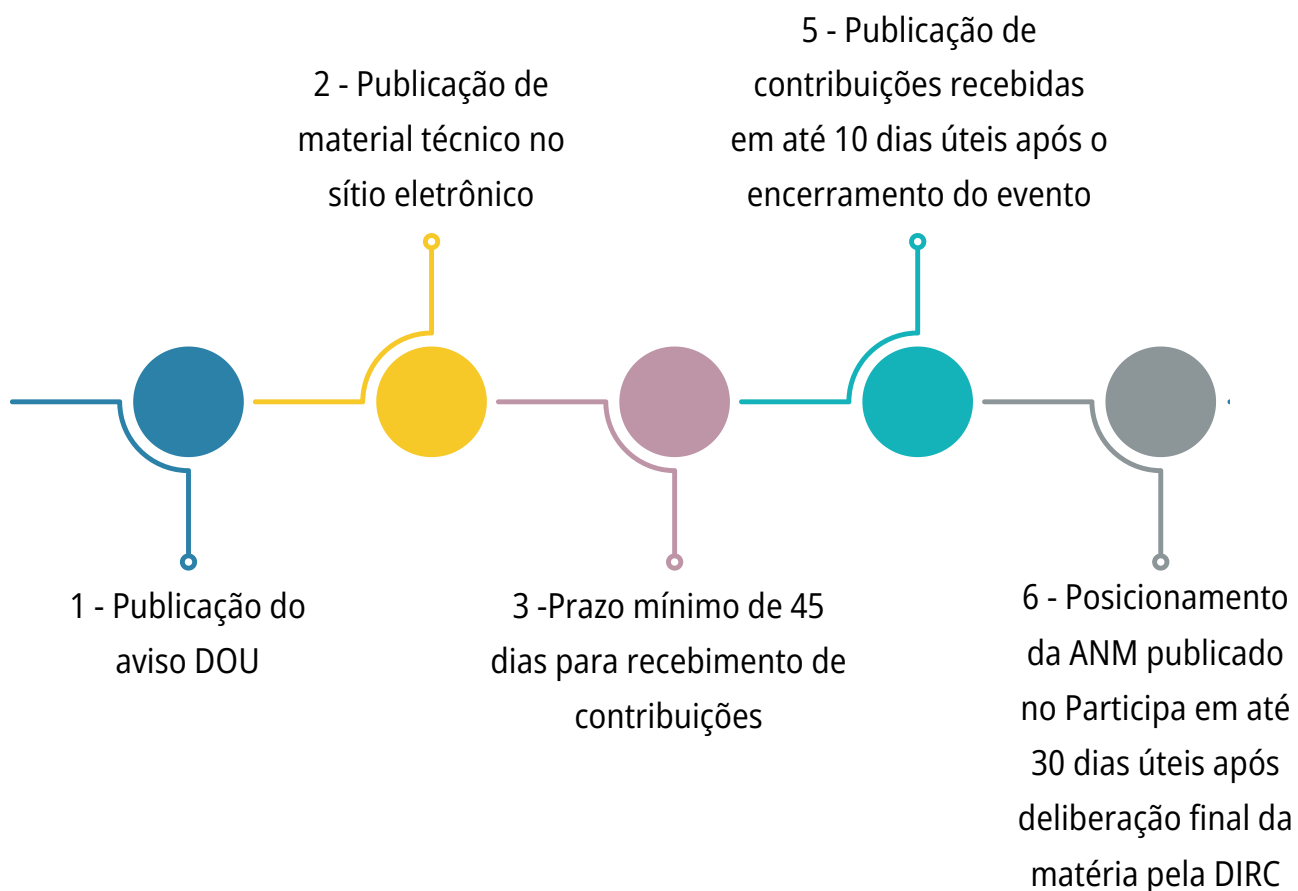 1 - Publicação do
aviso DOU
2 - Publicação de
material técnico no
sítio eletrônico
3 -Prazo mínimo de 45
dias para recebimento de
contribuições
5 - Publicação de
contribuições recebidas
em até 10 dias úteis após o
encerramento do evento
6 - Posicionamento
da ANM publicado
no Participa em até
30 dias úteis após
deliberação final da
matéria pela DIRC